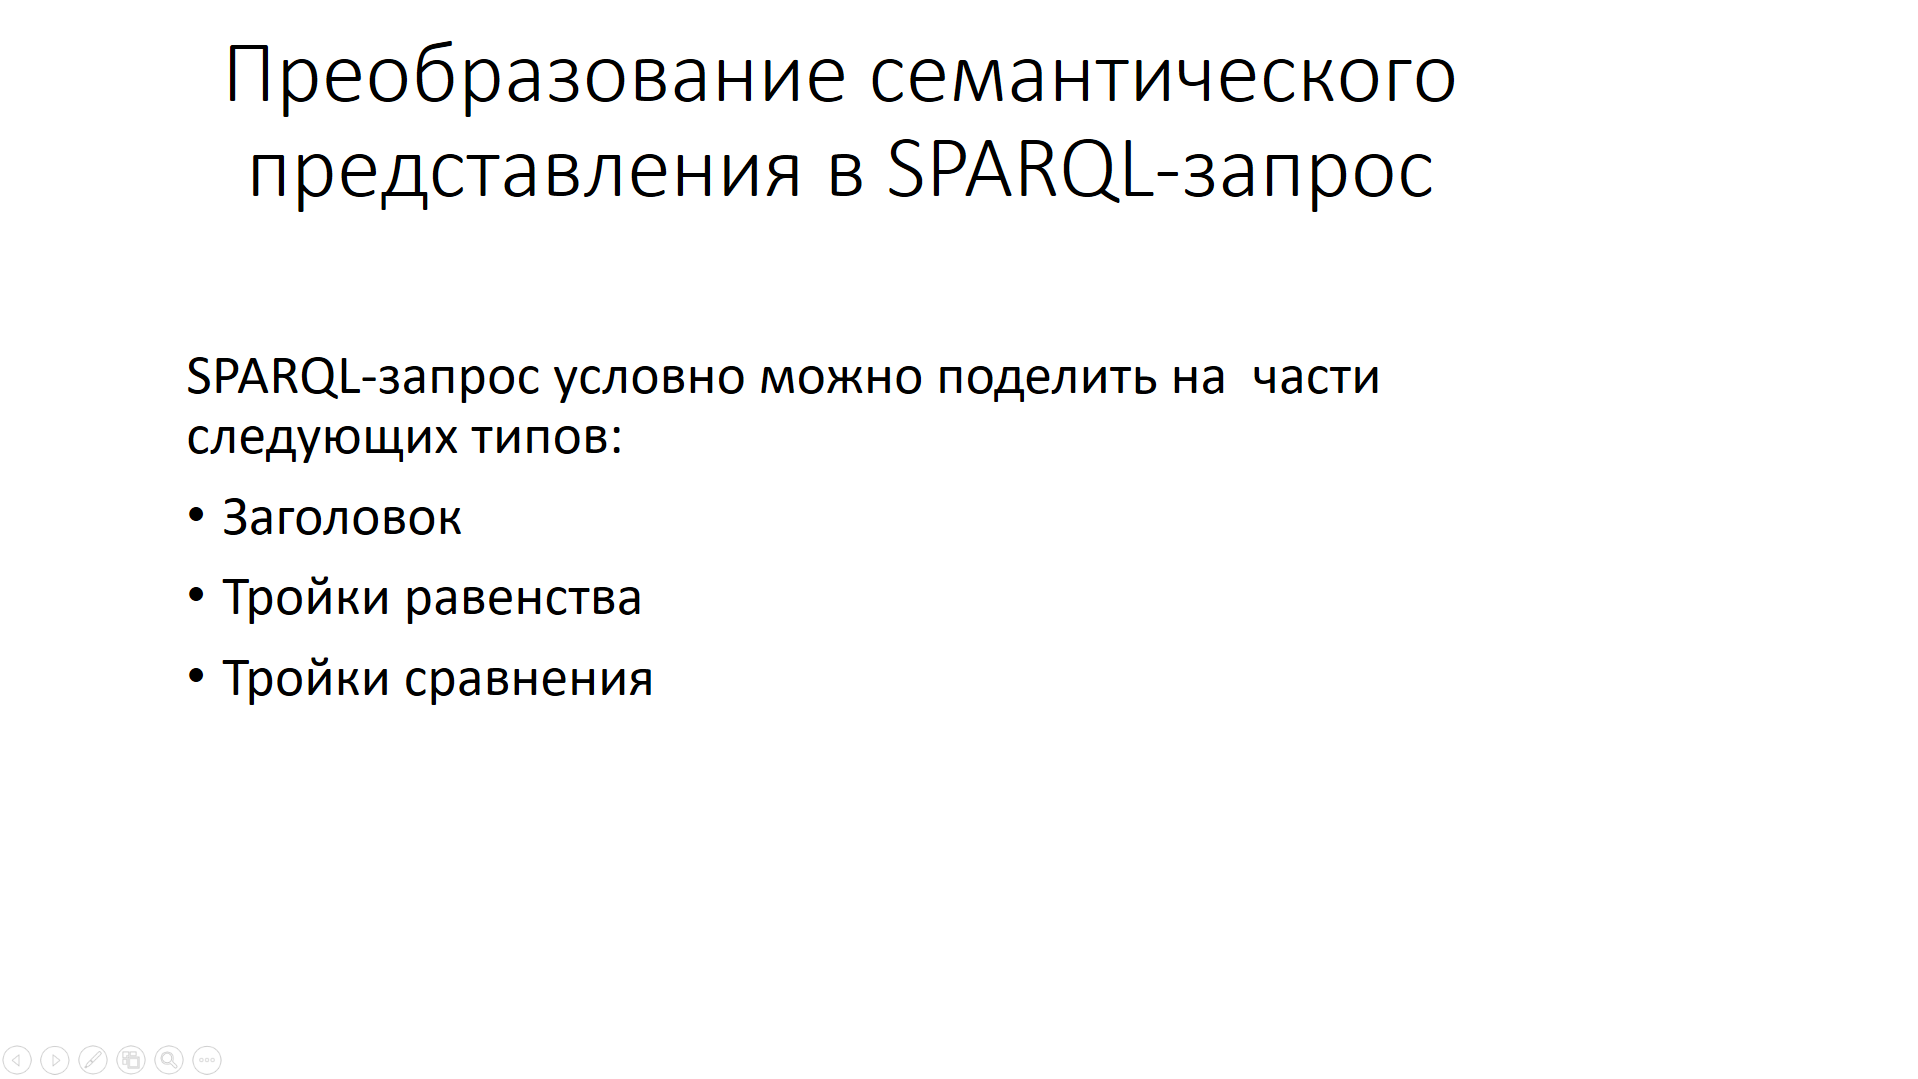 Преобразование семантического
представления в SPARQL-запрос
SPARQL-запрос условно можно поделить на  части
следующих типов:
• Заголовок
• Тройки равенства
• Тройки сравнения